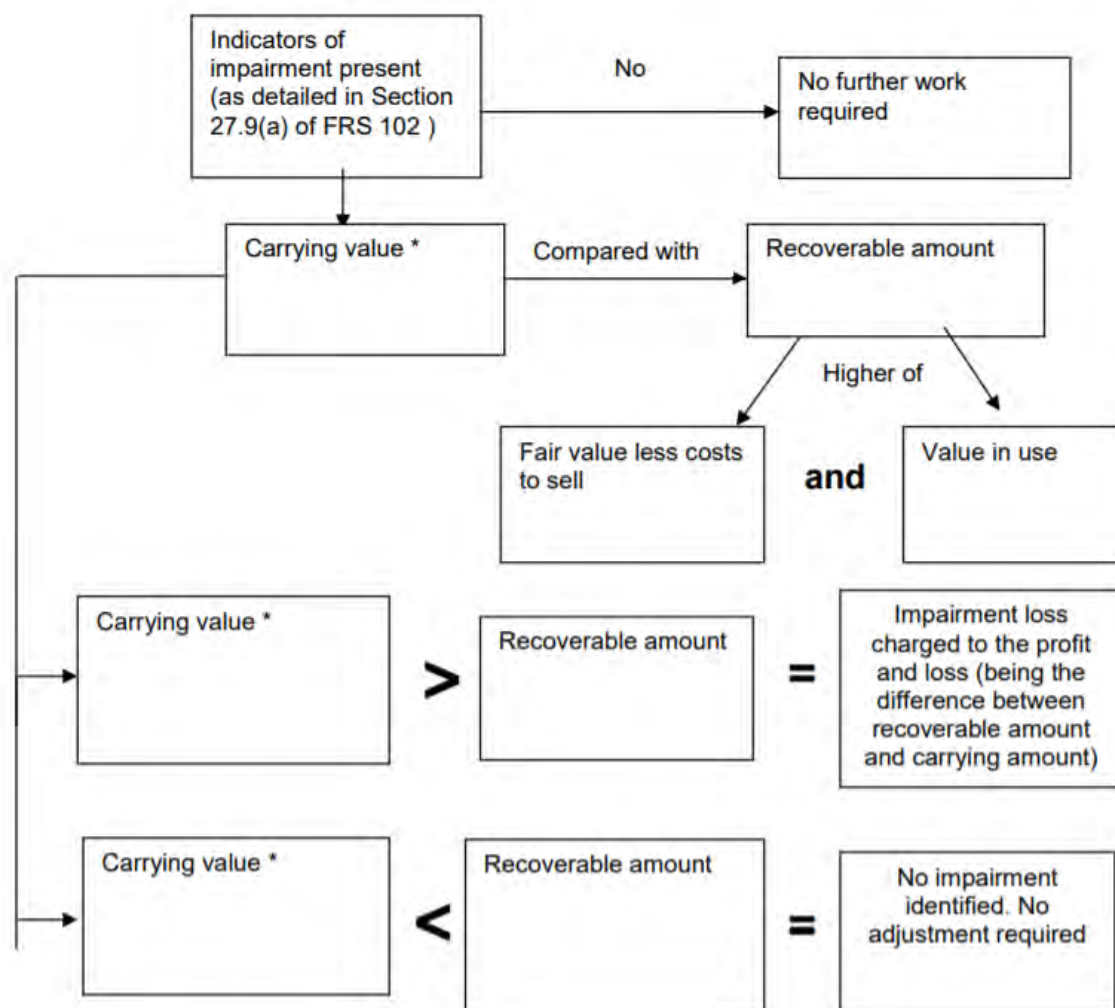 Indicators of
impairment present
(as detailed in Section
27.9(a) of FRS 102 )
No
No further work
required
Carrying value *
Compared with
Recoverable amount
Higher of
Fair value less costs
to sell
and
Value in use
Carrying value *
>
Recoverable amount
=
Impairment loss
charged to the profit
and loss (being the
difference between
recoverable amount
and carrying amount)
Carrying value *
<
Recoverable amount
=
No impairment
identified. No
adjustment required